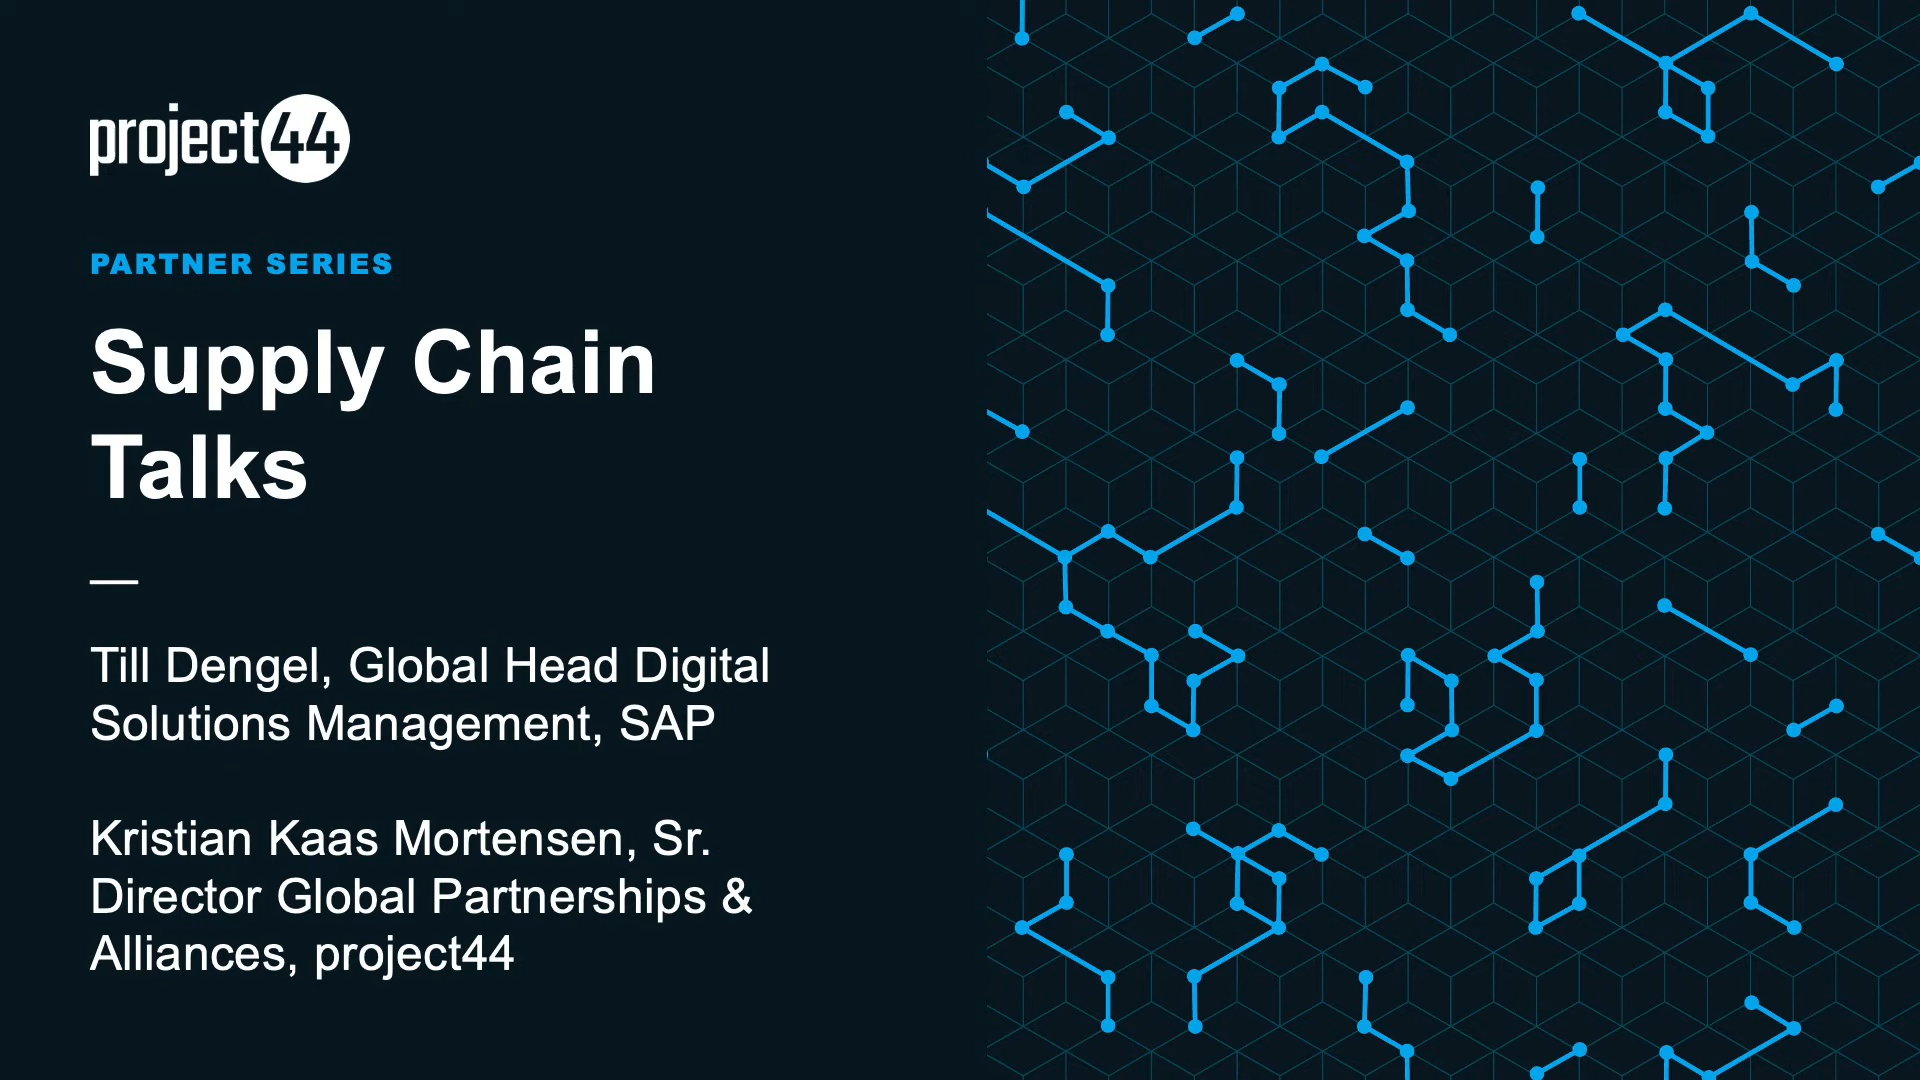 project44
PARTNER SERIES
Supply Chain
Talks
Till Dengel, Global Head Digital
Solutions Management, SAP
Kristian Kaas Mortensen, Sr.
Director Global Partnerships &
Alliances, project44